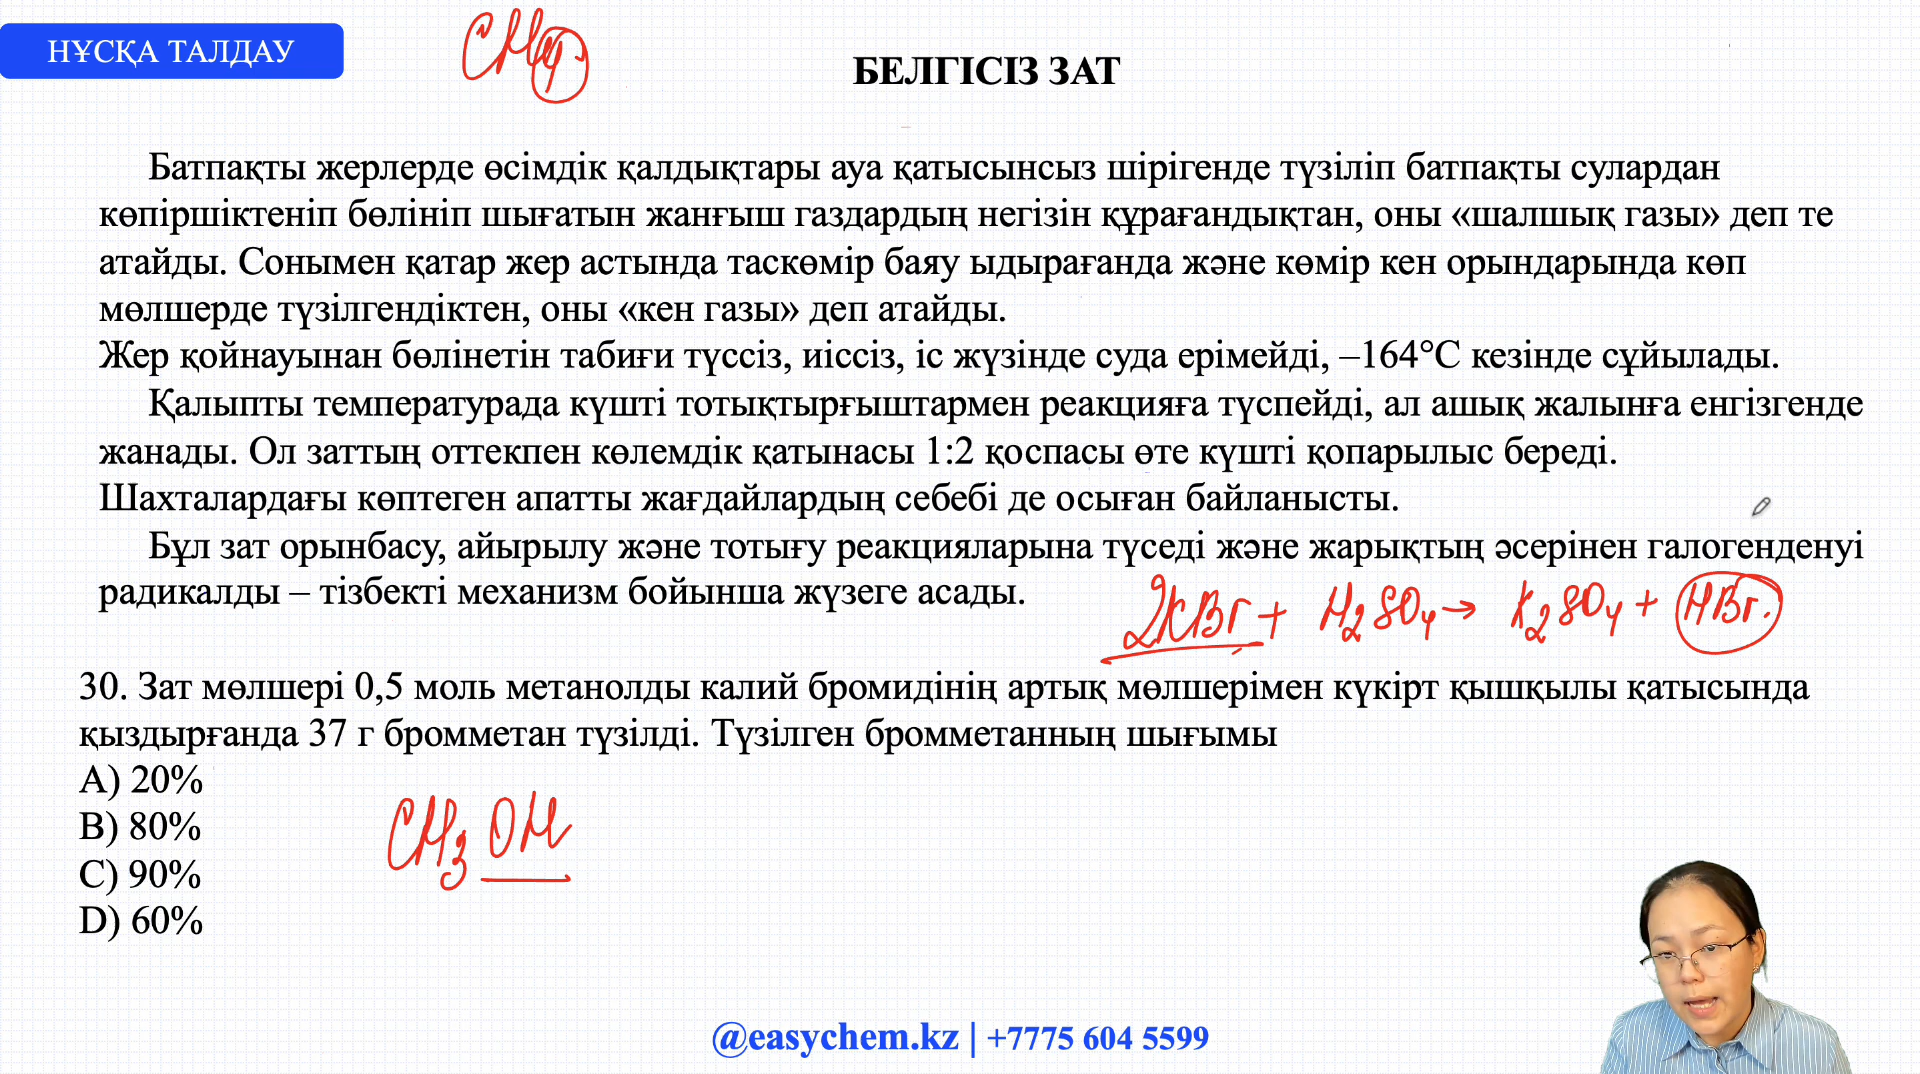 НҰСҚА ТАЛДАУ
CH4
БЕЛГІСІЗ ЗАТ
Батпақты жерлерде өсімдік қалдықтары ауа қатысынсыз шірігенде түзіліп батпақты сулардан
көпіршіктеніп бөлініп шығатын жанғыш газдардың негізін құрағандықтан, оны «шалшық газы» деп те
атайды. Сонымен қатар жер астында таскөмір баяу ыдырағанда және көмір кен орындарында көп
мөлшерде түзілгендіктен, оны «кен газы» деп атайды.
Жер қойнауынан бөлінетін табиғи түссіз, иіссіз, іс жүзінде суда ерімейді, –164°С кезінде сұйылады.
Қалыпты температурада күшті тотықтырғыштармен реакцияға түспейді, ал ашық жалынға енгізгенде
жанады. Ол заттың оттекпен көлемдік қатынасы 1:2 қоспасы өте күшті қопарылыс береді.
Шахталардағы көптеген апатты жағдайлардың себебі де осыған байланысты.
Бұл зат орынбасу, айырылу және тотығу реакцияларына түседі және жарықтың әсерінен галогенденуі
радикалды – тізбекті механизм бойынша жүзеге асады.
2KBr + H2SO4 → K2SO4 + HBr.
30. Зат мөлшері 0,5 моль метанолды калий бромидінің артық мөлшерімен күкірт қышқылы қатысында
қыздырғанда 37 г бромметан түзілді. Түзілген бромметанның шығымы
A) 20%
B) 80%
C) 90%
D) 60%
CH3OH
@easychem.kz | +7775 604 5599